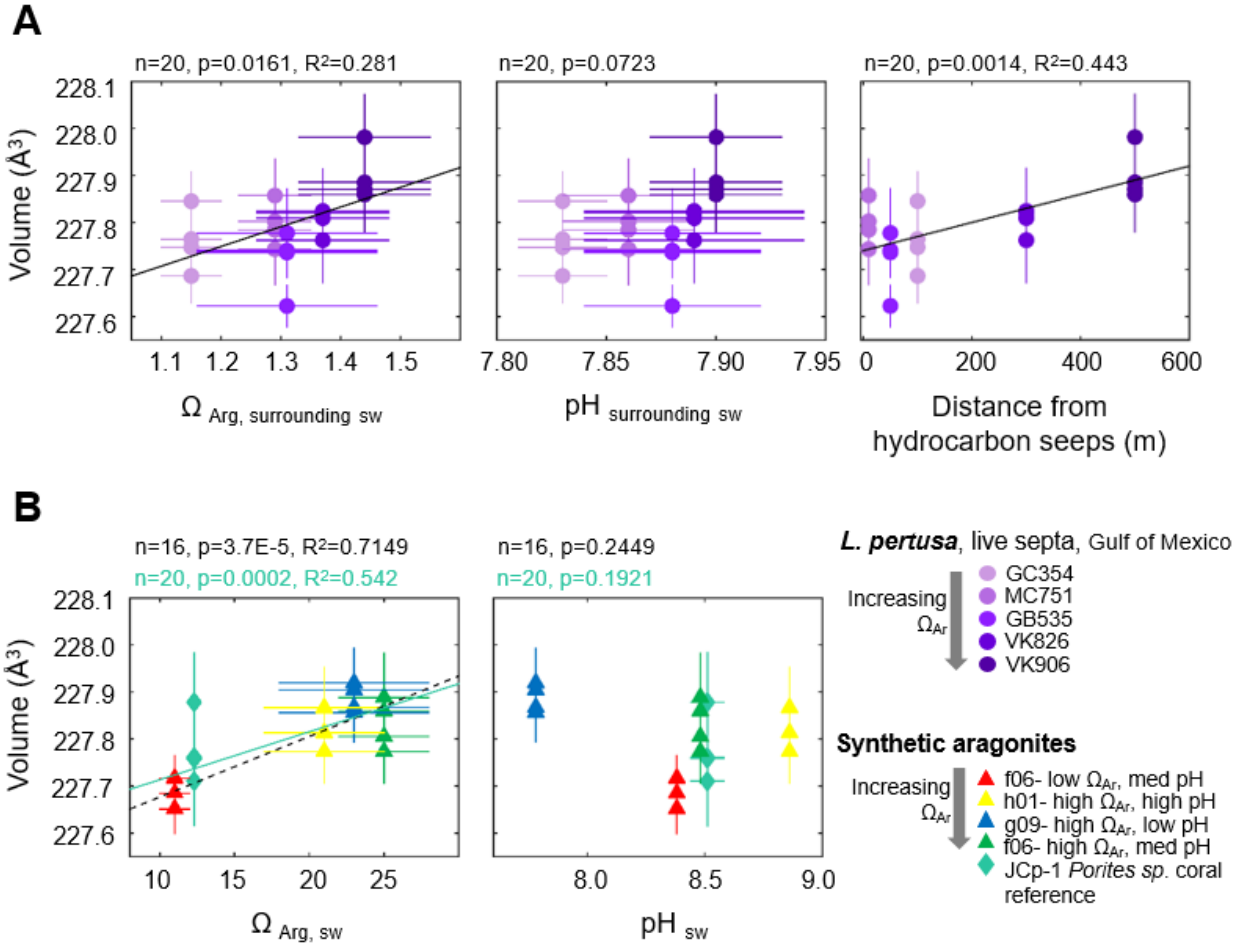 A
n=20, p=0.0161, R²=0.281
n=20, p=0.0723
n=20, p=0.0014, R²=0.443
Volume (Å³)
228.1
228.0
227.9
227.8
227.7
227.6
1.1 1.2 1.3 1.4 1.5
7.80 7.85 7.90 7.95
0 200 400 600
Ω Arg, surrounding sw
pH surrounding sw
Distance from
hydrocarbon seeps (m)
B
n=16, p=3.7E-5, R²=0.7149
n=20, p=0.0002, R²=0.542
n=16, p=0.2449
n=20, p=0.1921
Volume (Å³)
228.1
228.0
227.9
227.8
227.7
227.6
10 15 20 25
8.0 8.5 9.0
Ω Arg, sw
pH sw
L. pertusa, live septa, Gulf of Mexico
Increasing
ΩAr
GC354
MC751
GB535
VK826
VK906
Synthetic aragonites
Increasing
ΩAr
f06- low ΩAr, med pH
h01- high ΩAr, high pH
g09- high ΩAr, low pH
f06- high ΩAr, med pH
JCp-1 Porites sp. coral
reference